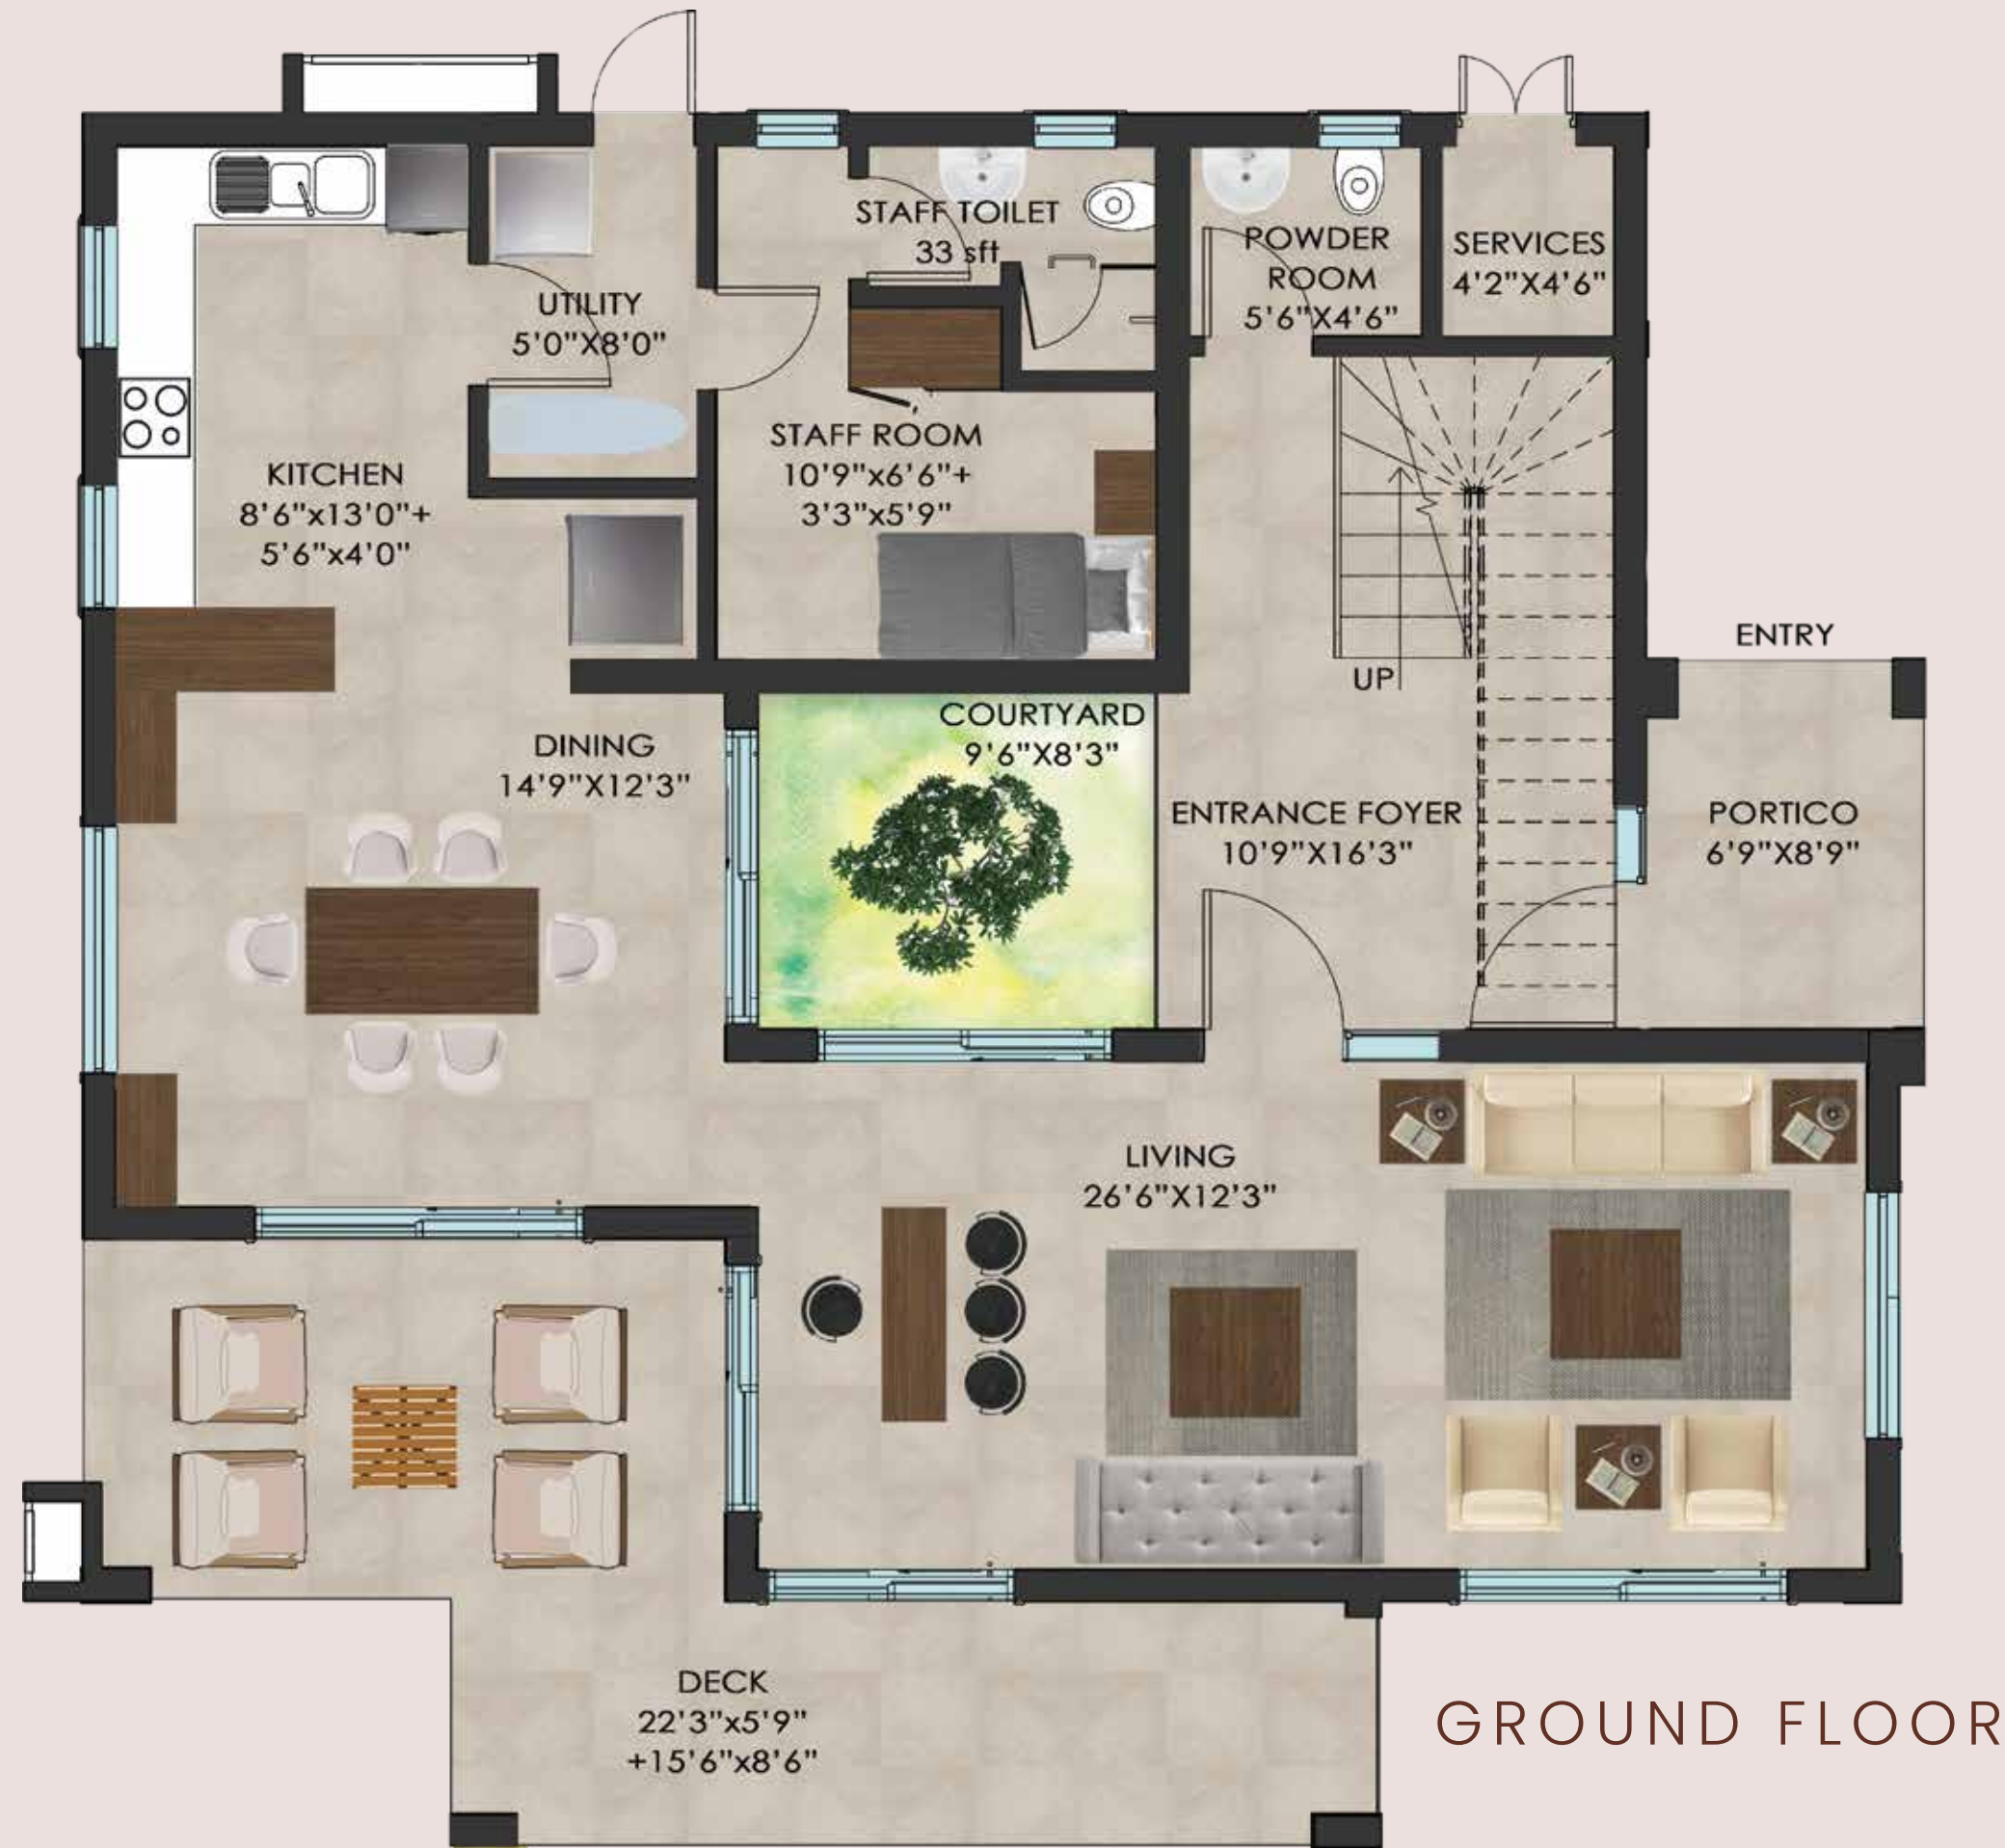 STAFF TOILET
33 sft
POWDER
ROOM
5'6"X4'6"
SERVICES
4'2"X4'6"
UTILITY
5'0"X8'0"
KITCHEN
8'6"x13'0"+
5'6"x4'0"
STAFF ROOM
10'9"x6'6"+
3'3"x5'9"
UP
ENTRY
COURTYARD
9'6"X8'3"
DINING
14'9"X12'3"
ENTRANCE FOYER
10'9"X16'3"
PORTICO
6'9"X8'9"
LIVING
26'6"X12'3"
DECK
22'3"x5'9"
+15'6"x8'6"
GROUND FLOOR